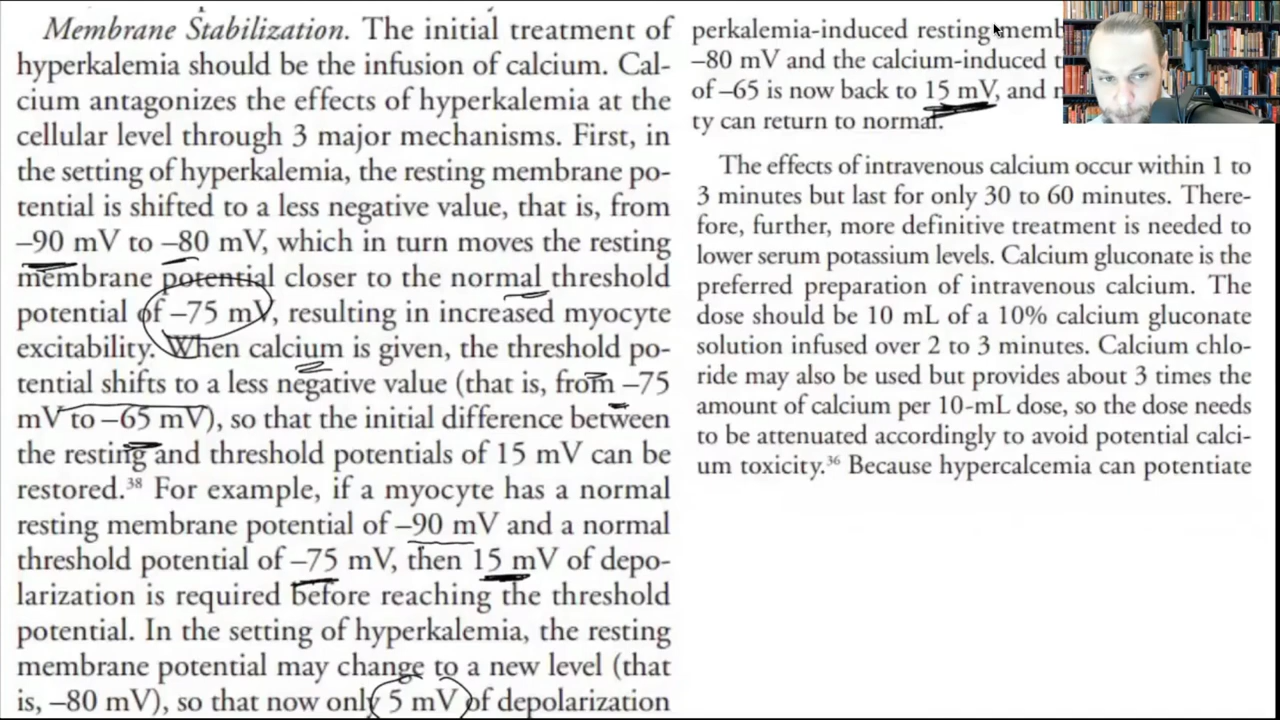 Membrane Stabilization. The initial treatment of
hyperkalemia should be the infusion of calcium. Cal-
cium antagonizes the effects of hyperkalemia at the
cellular level through 3 major mechanisms. First, in
the setting of hyperkalemia, the resting membrane po-
tential is shifted to a less negative value, that is, from
–90 mV to –80 mV, which in turn moves the resting
membrane potential closer to the normal threshold
potential of –75 mV, resulting in increased myocyte
excitability. When calcium is given, the threshold po-
tential shifts to a less negative value (that is, from –75
mV to –65 mV), so that the initial difference between
the resting and threshold potentials of 15 mV can be
restored.³⁸ For example, if a myocyte has a normal
resting membrane potential of –90 mV and a normal
threshold potential of –75 mV, then 15 mV of depo-
larization is required before reaching the threshold
potential. In the setting of hyperkalemia, the resting
membrane potential may change to a new level (that
is, –80 mV), so that now only 5 mV of depolarization
perkalemia-induced resting
–80 mV and the calcium-induced
of –65 is now back to 15 mV, and
ty can return to normal.
The effects of intravenous calcium occur within 1 to
3 minutes but last for only 30 to 60 minutes. There-
fore, further, more definitive treatment is needed to
lower serum potassium levels. Calcium gluconate is the
preferred preparation of intravenous calcium. The
dose should be 10 mL of a 10% calcium gluconate
solution infused over 2 to 3 minutes. Calcium chlo-
ride may also be used but provides about 3 times the
amount of calcium per 10-mL dose, so the dose needs
to be attenuated accordingly to avoid potential calci-
um toxicity.³⁶ Because hypercalcemia can potentiate